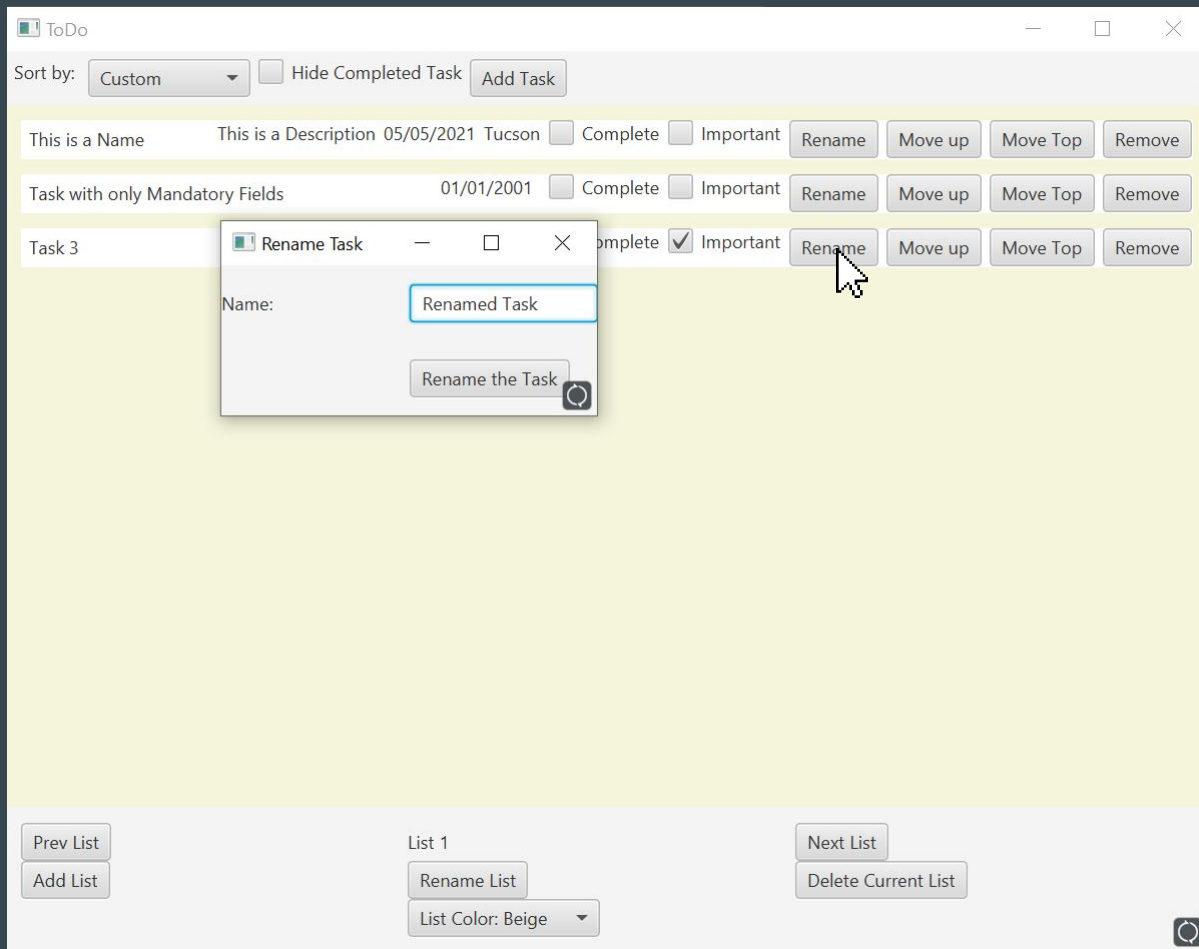 ToDo
Sort by: Custom Hide Completed Task Add Task
This is a Name This is a Description 05/05/2021 Tucson Complete Important Rename Move up Move Top Remove
Task with only Mandatory Fields 01/01/2001 Complete Important Rename Move up Move Top Remove
Task 3 Important Rename Move up Move Top Remove
Rename Task
Name: Renamed Task
Rename the Task
Prev List List 1 Next List
Add List Rename List Delete Current List
List Color: Beige